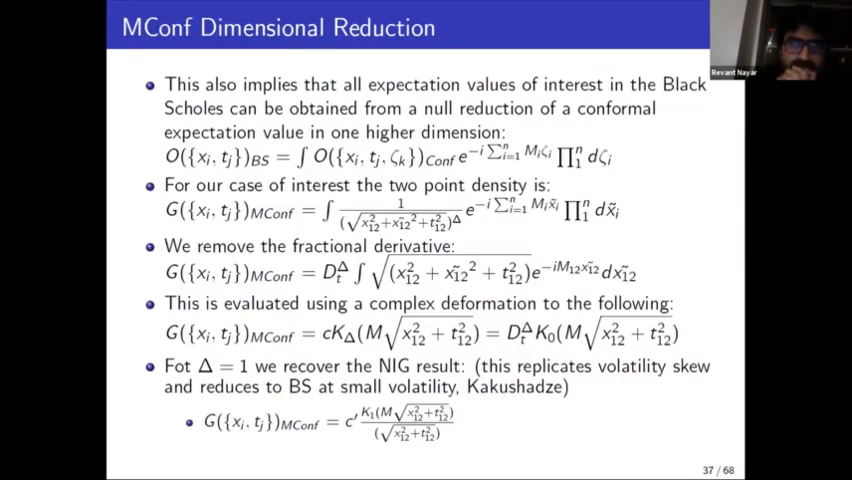 MConf Dimensional Reduction
Revant Nayar
This also implies that all expectation values of interest in the Black
Scholes can be obtained from a null reduction of a conformal
expectation value in one higher dimension:
O({x_i, t_j})_BS = ∫ O({x_i, t_j, ζ_k})_Conf e^{−i ∑_{i=1}^n M_i ζ_i} ∏_1^n dζ_i
For our case of interest the two point density is:
G({x_i, t_j})_MConf = ∫ 1/(√(x_12^2 + x̃_12^2 + t_12^2))^Δ e^{−i ∑_{i=1}^n M_i x̃_i} ∏_1^n dx̃_i
We remove the fractional derivative:
G({x_i, t_j})_MConf = D_t^Δ ∫ √((x_12^2 + x̃_12^2 + t_12^2)) e^{−iM_12 x̃_12} dx̃_12
This is evaluated using a complex deformation to the following:
G({x_i, t_j})_MConf = cK_Δ(M√(x_12^2 + t_12^2)) = D_t^Δ K_0(M√(x_12^2 + t_12^2))
Fot Δ = 1 we recover the NIG result: (this replicates volatility skew
and reduces to BS at small volatility, Kakushadze)
G({x_i, t_j})_MConf = c′ K_1(M√(x_12^2+t_12^2))/(√(x_12^2+t_12^2))
37 / 68